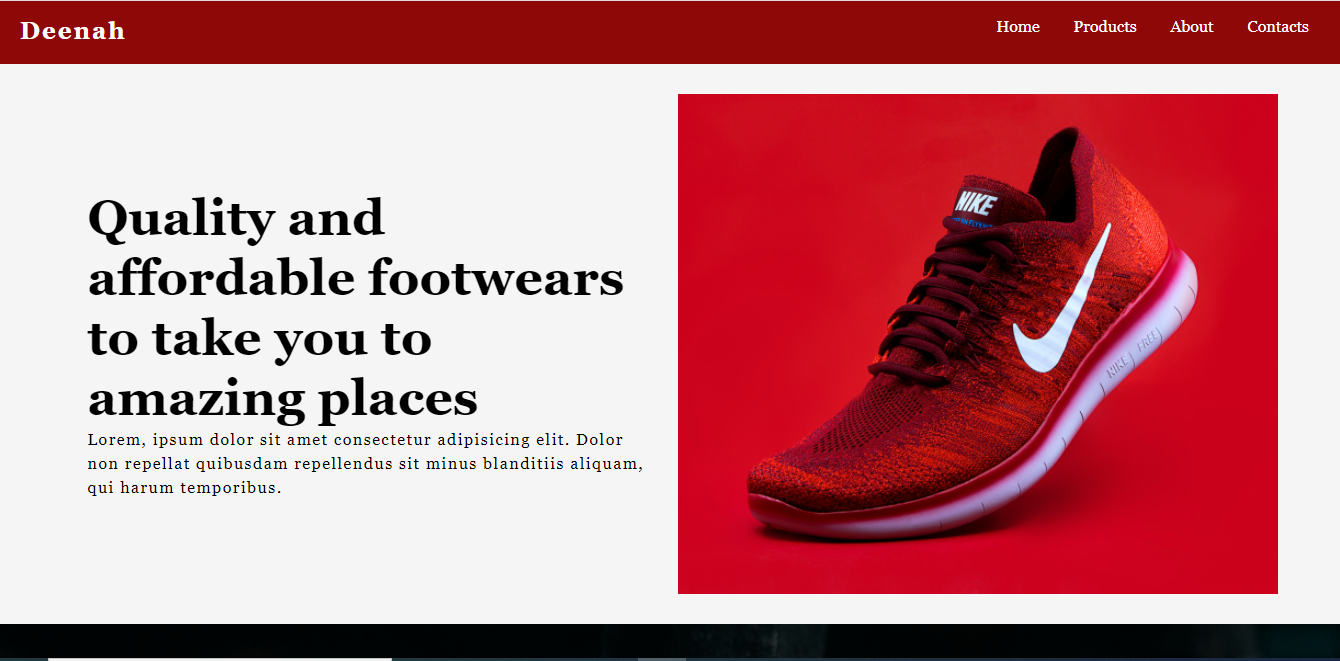 Deenah
Home Products About Contacts
Quality and
affordable footwears
to take you to
amazing places
Lorem, ipsum dolor sit amet consectetur adipisicing elit. Dolor
non repellat quibusdam repellendus sit minus blanditiis aliquam,
qui harum temporibus.
NIKE
NIKE FREE